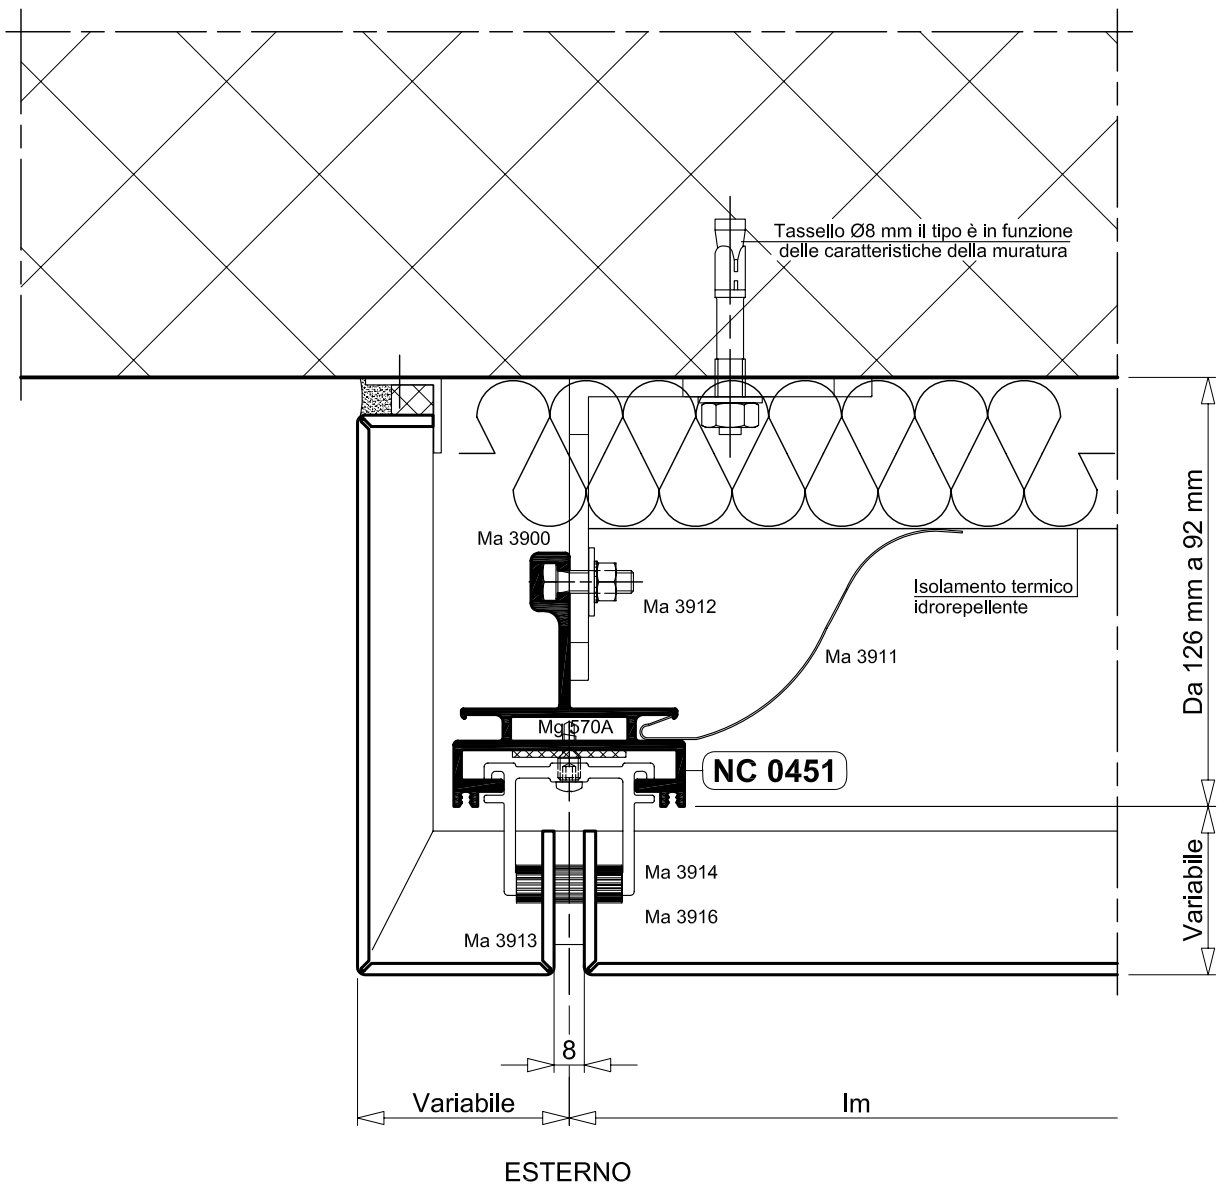 Tassello Ø8 mm il tipo è in funzione
delle caratteristiche della muratura
Ma 3900
Ma 3912
Isolamento termico
idrorepellente
Ma 3911
Da 126 mm a 92 mm
Mg 570A
NC 0451
Ma 3914
Ma 3916
Ma 3913
Variabile
8
Variabile
Im
ESTERNO